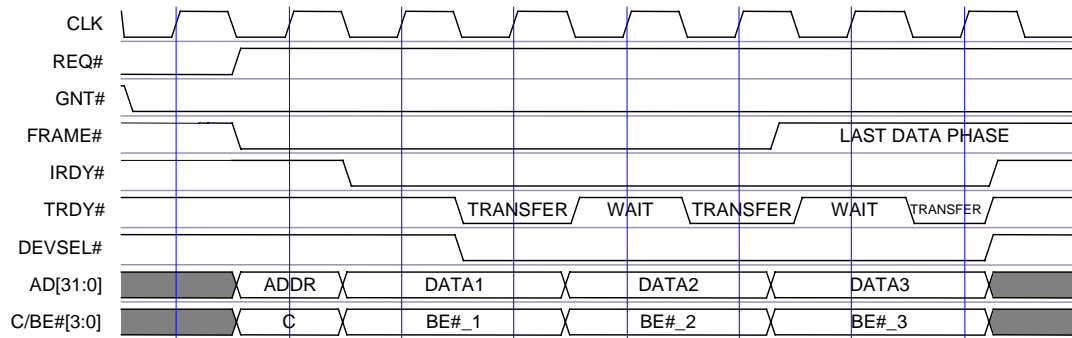 CLK
REQ#
GNT#
FRAME# LAST DATA PHASE
IRDY#
TRDY# TRANSFER WAIT TRANSFER WAIT TRANSFER
DEVSEL#
AD[31:0] ADDR DATA1 DATA2 DATA3
C/BE#[3:0] C BE#_1 BE#_2 BE#_3